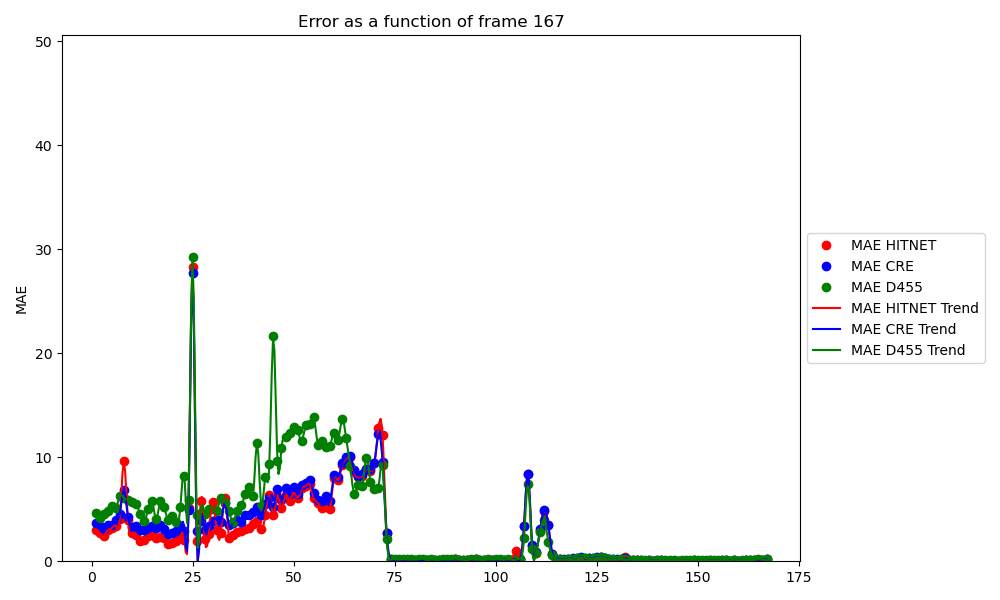 Error as a function of frame 167
50
40
30
20
10
0
MAE
0 25 50 75 100 125 150 175
MAE HITNET
MAE CRE
MAE D455
MAE HITNET Trend
MAE CRE Trend
MAE D455 Trend